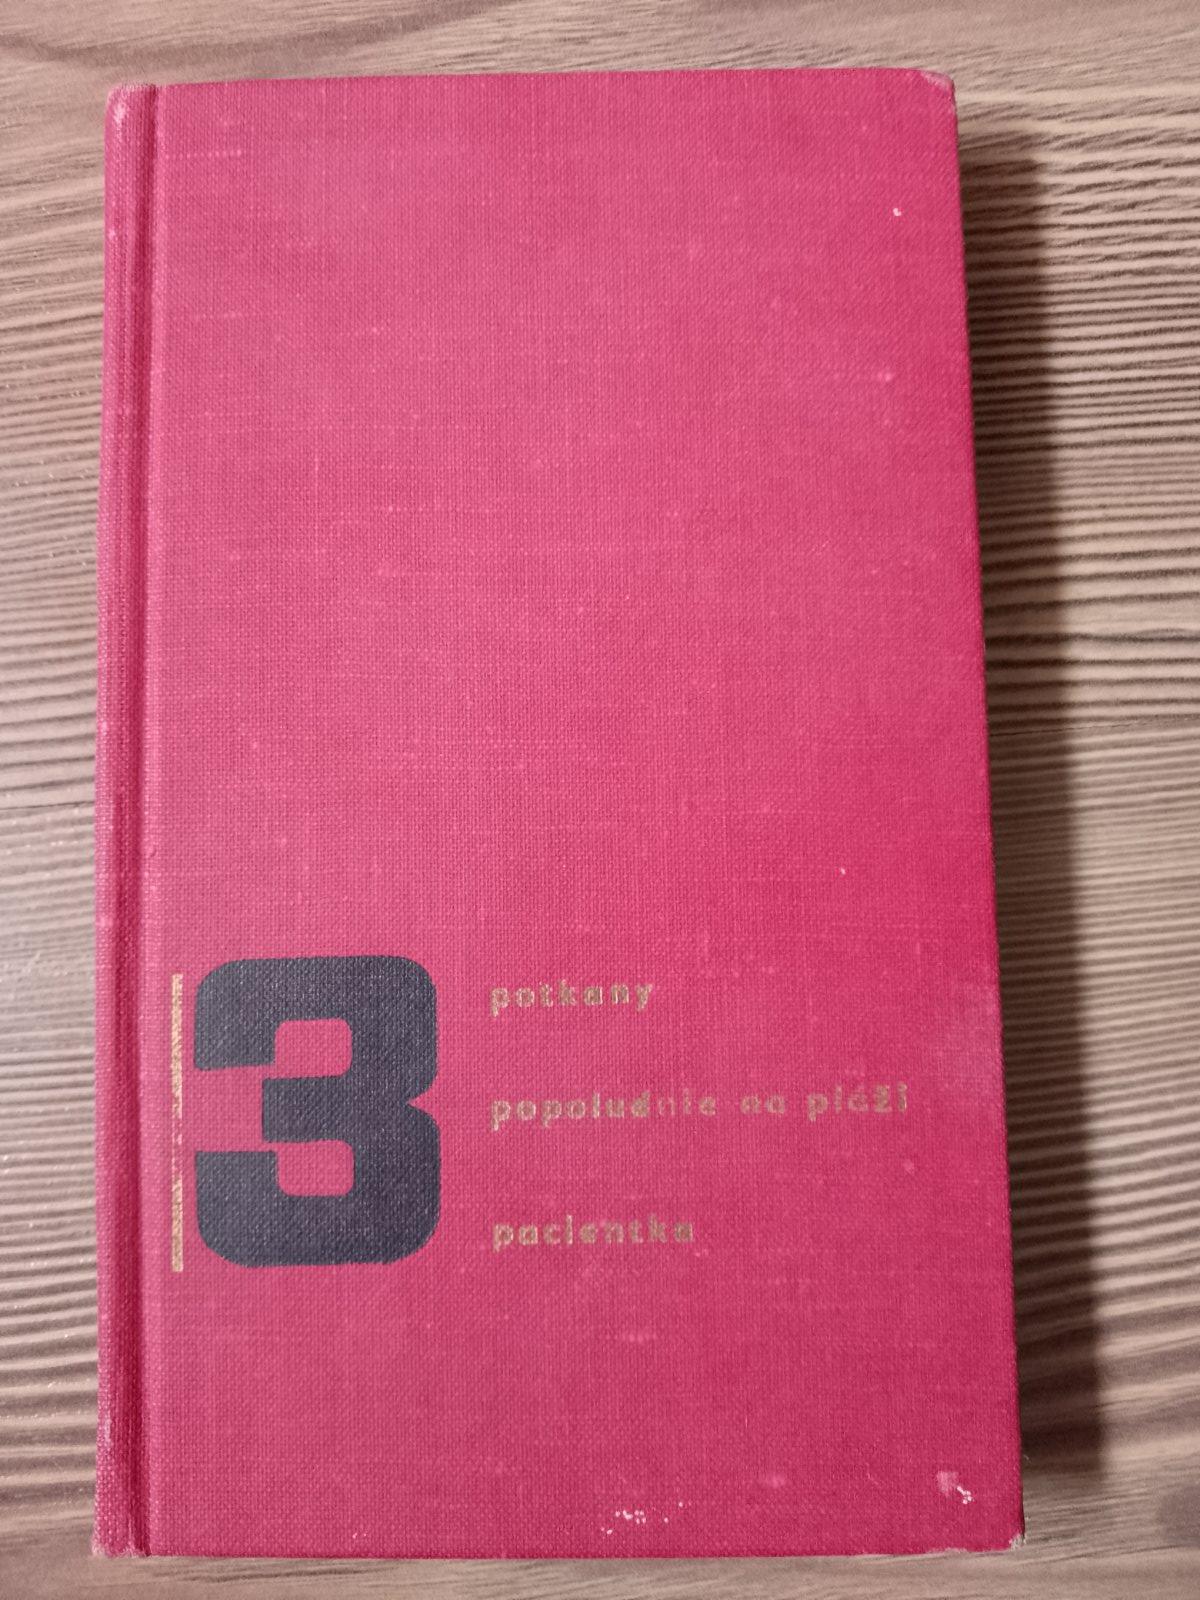 3
potkany
popoludnie na pláži
pacientka